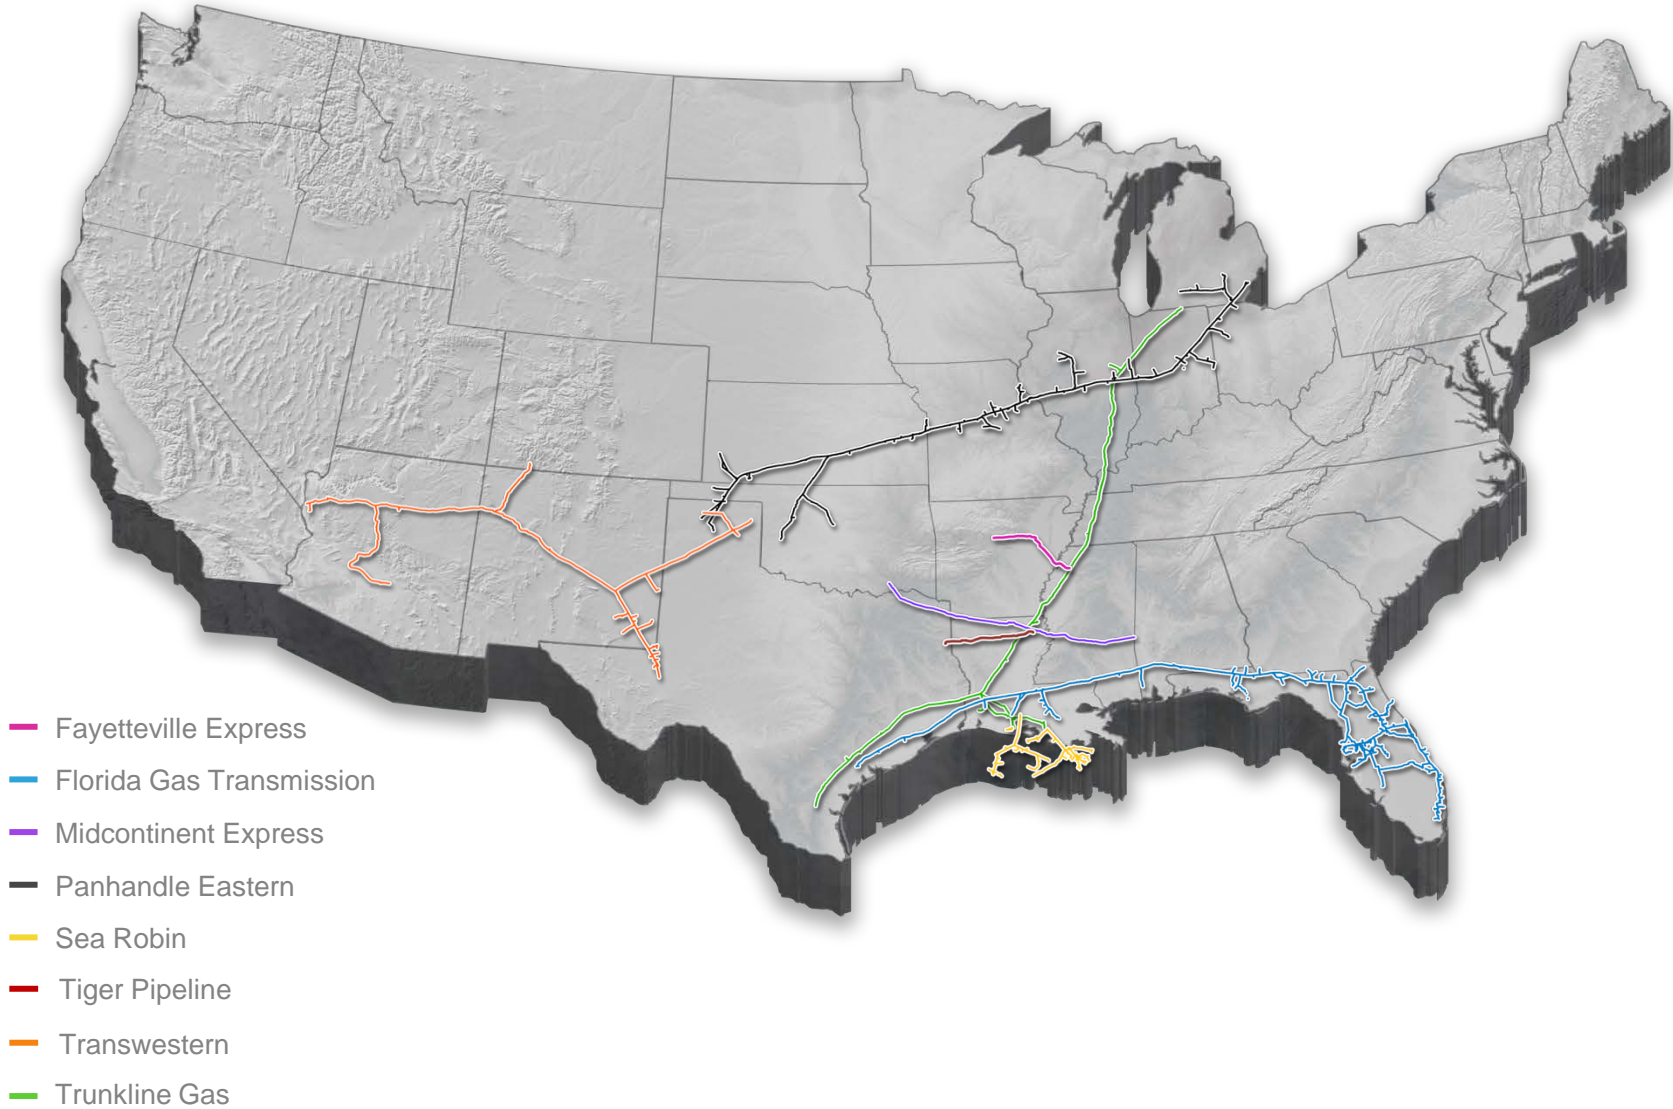 Fayetteville Express
Florida Gas Transmission
Midcontinent Express
Panhandle Eastern
Sea Robin
Tiger Pipeline
Transwestern
Trunkline Gas